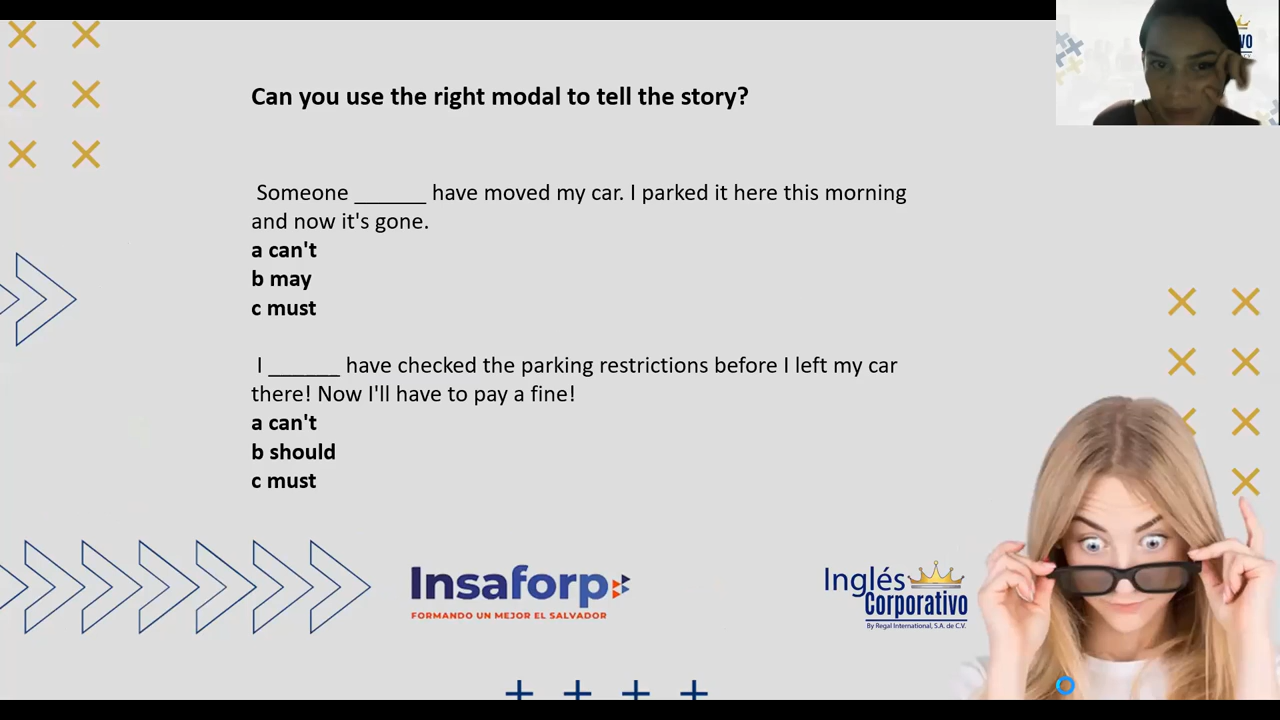 Can you use the right modal to tell the story?
Someone ______ have moved my car. I parked it here this morning
and now it's gone.
a can't
b may
c must
I ______ have checked the parking restrictions before I left my car
there! Now I'll have to pay a fine!
a can't
b should
c must
Insaforp
FORMANDO UN MEJOR EL SALVADOR
Inglés
Corporativo
By Regal International, S.A. de C.V.